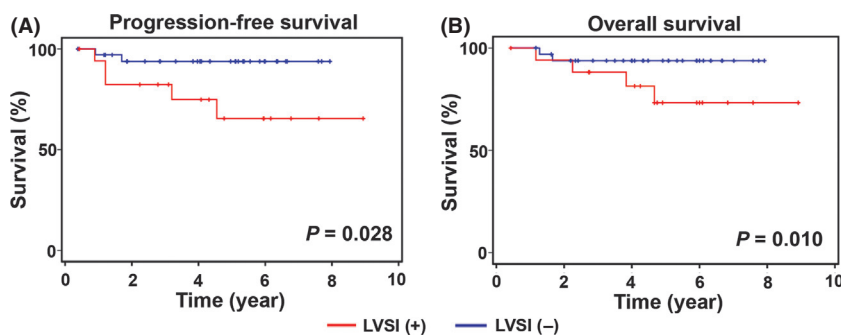 (A) Progression-free survival
100
50
0
Survival (%)
0 2 4 6 8 10
Time (year)
P = 0.028
(B) Overall survival
100
50
0
Survival (%)
0 2 4 6 8 10
Time (year)
P = 0.010
LVSI (+) LVSI (–)